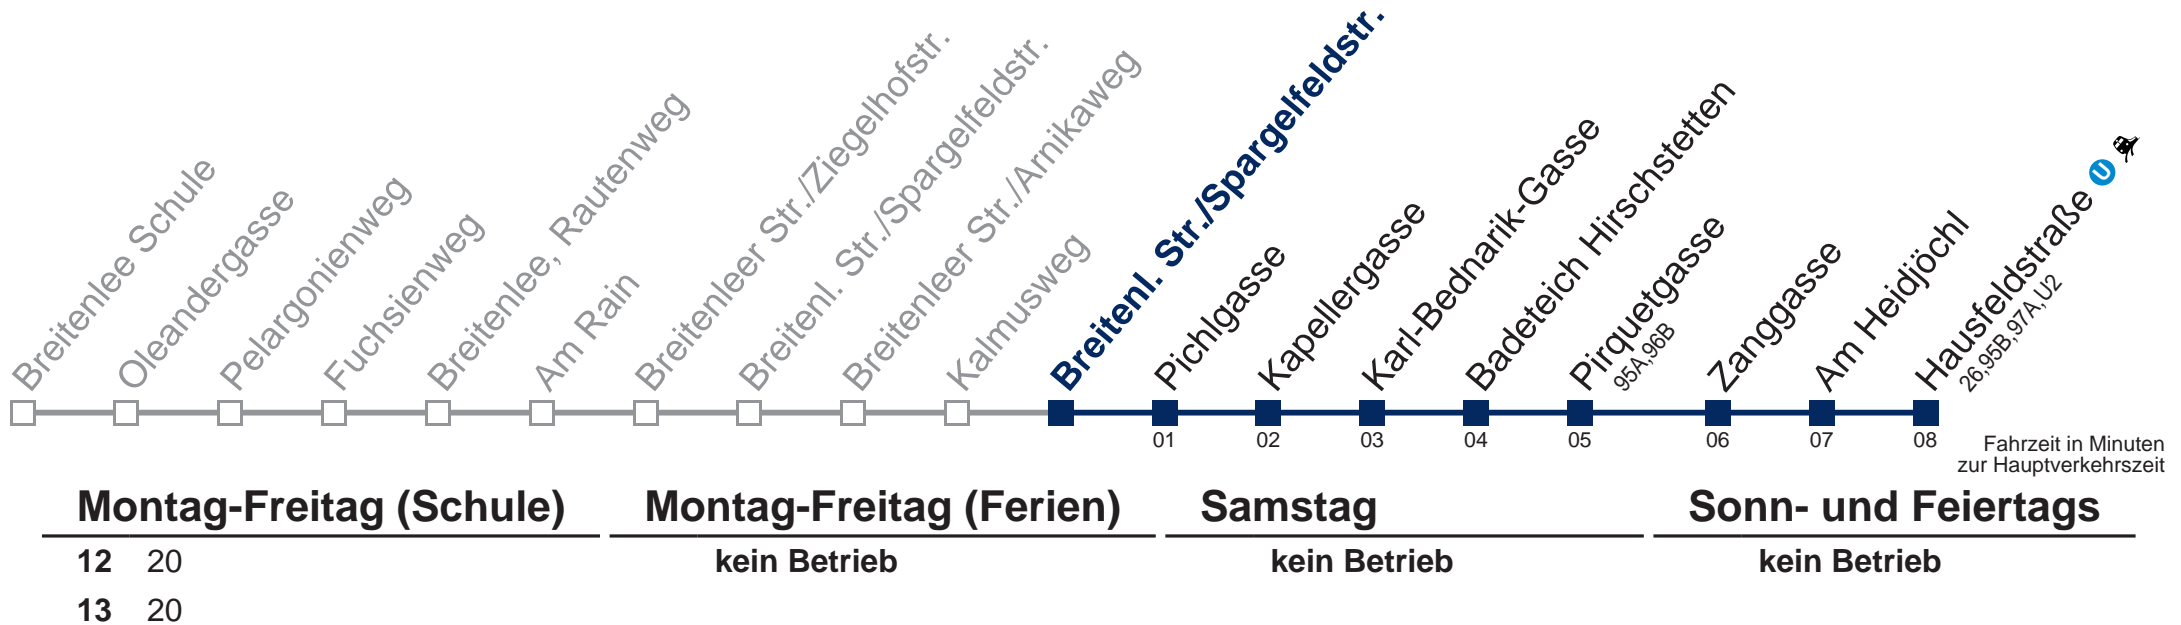 Breitenlee Schule
Oleandergasse
Pelargonienweg
Fuchsienweg
Breitenlee, Rautenweg
Am Rain
Breitenleer Str./Ziegelhofstr.
Breitenl. Str./Spargelfeldstr.
Breitenleer Str./Arnikaweg
Kalmusweg
Breitenl. Str./Spargelfeldstr.
Pichlgasse
Kapellergasse
Karl-Bednarik-Gasse
Badeteich Hirschstetten
Pirquetgasse
95A,96B
Zanggasse
Am Heidjöchl
Hausfeldstraße U
26,95B,97A,U2
01 02 03 04 05 06 07 08
Fahrzeit in Minuten
zur Hauptverkehrszeit
Montag-Freitag (Schule) Montag-Freitag (Ferien) Samstag Sonn- und Feiertags
12 20 kein Betrieb kein Betrieb kein Betrieb
13 20